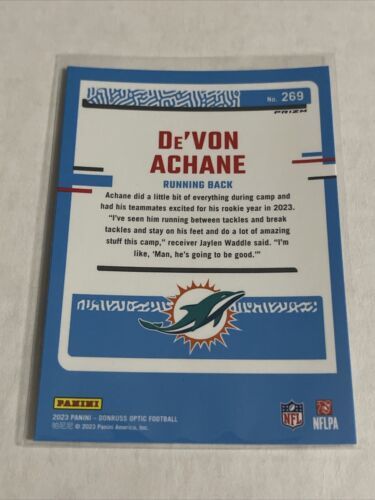 No. 269
PRIZM
DE'VON
ACHANE
RUNNING BACK
Achane did a little bit of everything during camp and
had his teammates excited for his rookie year in 2023.
"I've seen him running between tackles and break
tackles and stay on his feet and do a lot of amazing
stuff this camp," receiver Jaylen Waddle said. "I'm
like, 'Man, he's going to be good.'"
PANINI
2023 PANINI – DONRUSS OPTIC FOOTBALL
帕尼尼 © 2023 Panini America, Inc.
NFL
NFLPA